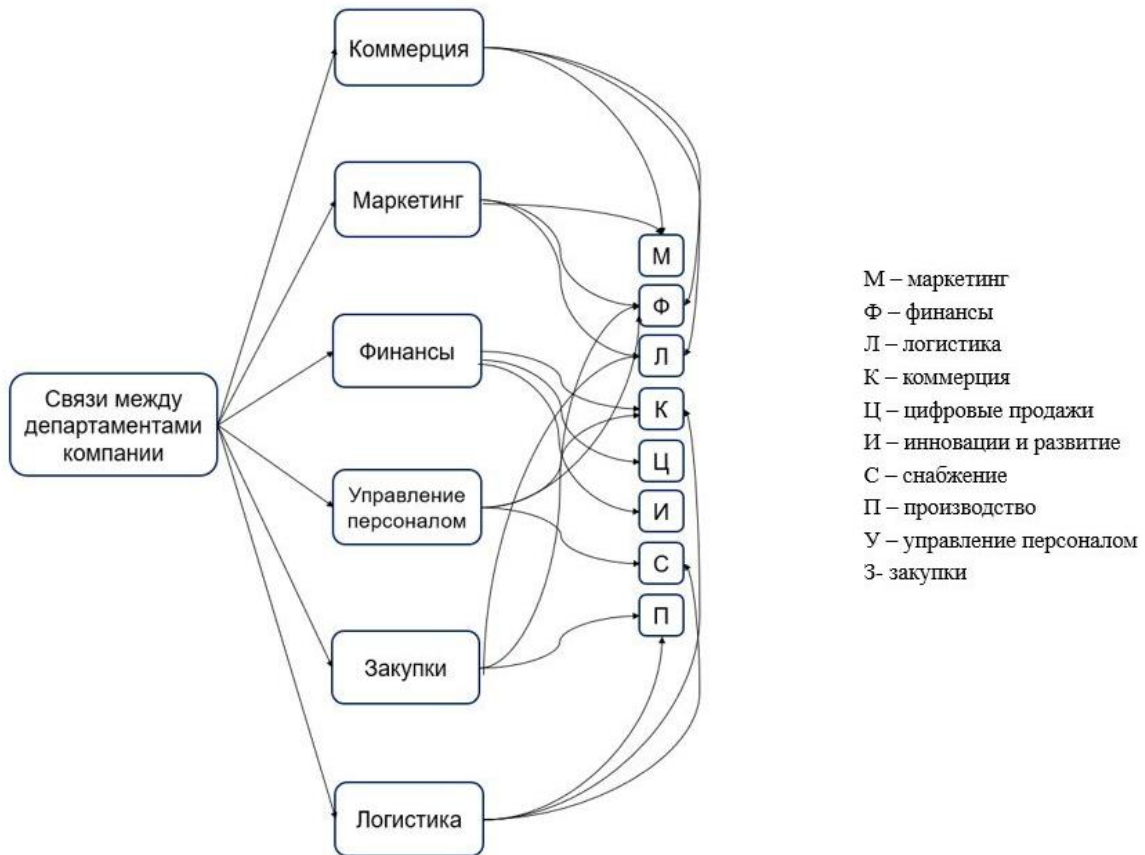 Связи между
департаментами
компании
Коммерция
Маркетинг
Финансы
Управление
персоналом
Закупки
Логистика
М
Ф
Л
К
Ц
И
С
П
М – маркетинг
Ф – финансы
Л – логистика
К – коммерция
Ц – цифровые продажи
И – инновации и развитие
С – снабжение
П – производство
У – управление персоналом
З- закупки